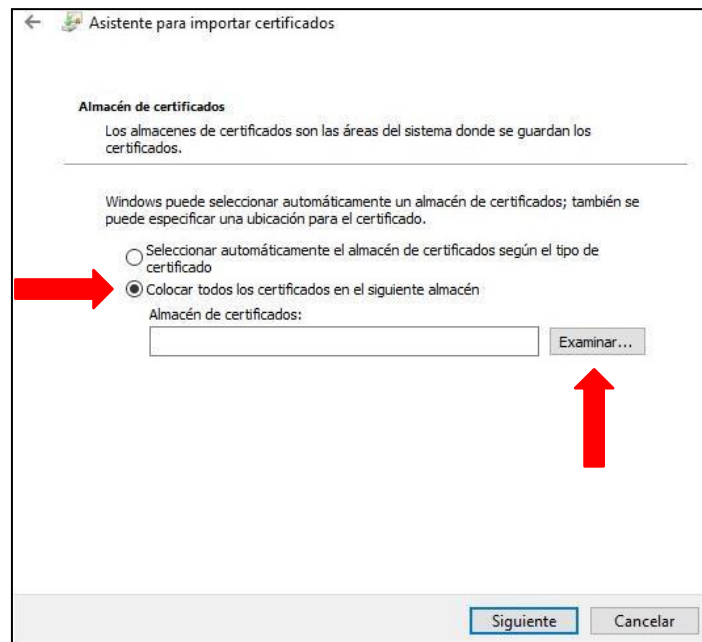 Asistente para importar certificados
Almacén de certificados
Los almacenes de certificados son las áreas del sistema donde se guardan los
certificados.
Windows puede seleccionar automáticamente un almacén de certificados; también se
puede especificar una ubicación para el certificado.
Seleccionar automáticamente el almacén de certificados según el tipo de
certificado
Colocar todos los certificados en el siguiente almacén
Almacén de certificados:
Examinar...
Siguiente Cancelar